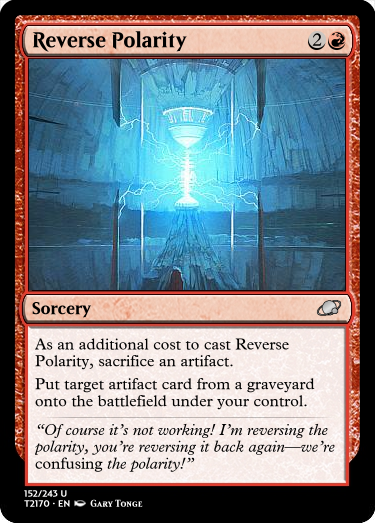 Reverse Polarity 2
Sorcery
As an additional cost to cast Reverse
Polarity, sacrifice an artifact.
Put target artifact card from a graveyard
onto the battlefield under your control.
“Of course it’s not working! I’m reversing the
polarity, you’re reversing it back again—we’re
confusing the polarity!”
152/243 U
T2170 • EN Gary Tonge